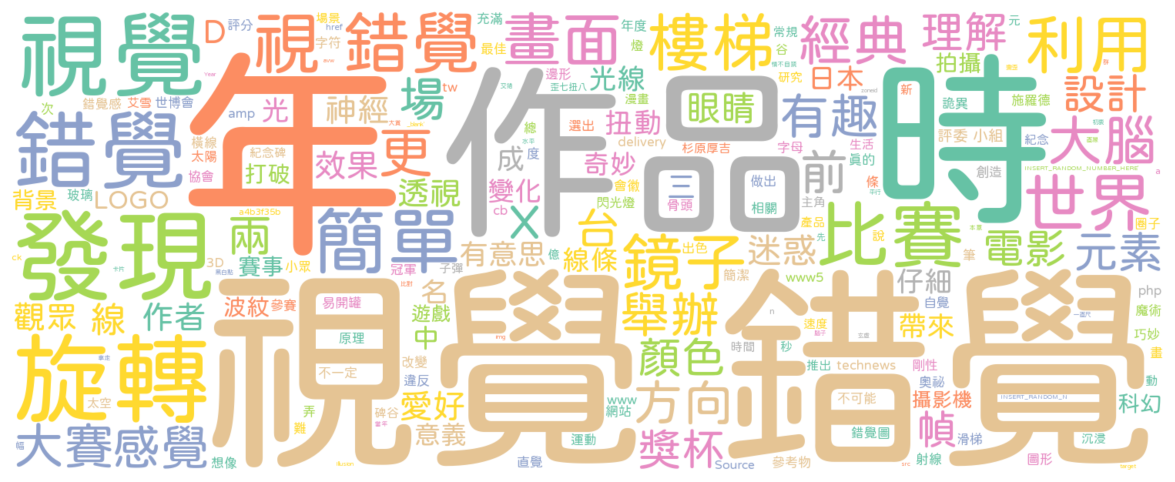 視覺
D
評分
視
錯覺
場景
href
字符
充滿
最佳
畫面
年度
燈
樓梯
常規
谷
經典
理解
元
利用
次
錯覺感
艾雪
世博會
年
光
amp
神經
場
tw
邊形
歪七扭八
漫畫
光線
作品
眼睛
研究
日本
有趣
時
拍攝
新
詭異
施羅德
設計
錯覺
橫線
太陽
協會
紀念碑
打破
效果
更
成
度
總
選出
扭動
delivery
奇妙
杉原厚吉
字母
生活
真的
評委
小組
紀念
創造
大腦
INSERT_RANDOM_NUMBER_HERE
背景
玻璃
LOGO
透視
變化
cb
X
會徽
閃光燈
三
骨頭
做出
相關
前
主角
條
世界
發現
a4b3f35b
兩
簡單
有意思
億
台
線條
鏡子
出色
迷惑
產品
先
說
比賽
筆
電影
元素
圈子
ck
3D
賽事
小眾
冠軍
子彈
簡潔
www5
仔細
php
觀眾
線
作者
波紋
參賽
易開罐
名
遊戲
中
舉辦
自覺
帶來
魔術
巧妙
畫
旋轉
太空
原理
不一定
改變
違反
顏色
時間
秒
速度
推出
technews
剛性
奧祕
動
科幻
視覺
錯覺
愛好
意義
碑谷
www
網站
方向
不可能
攝影機
INSERT_RANDOM_N
大賽
感覺
想像
弄
難
直覺
運動
獎杯
Source
參考物
錯覺圖
幀
射線
滑梯
圖形
沉浸
target